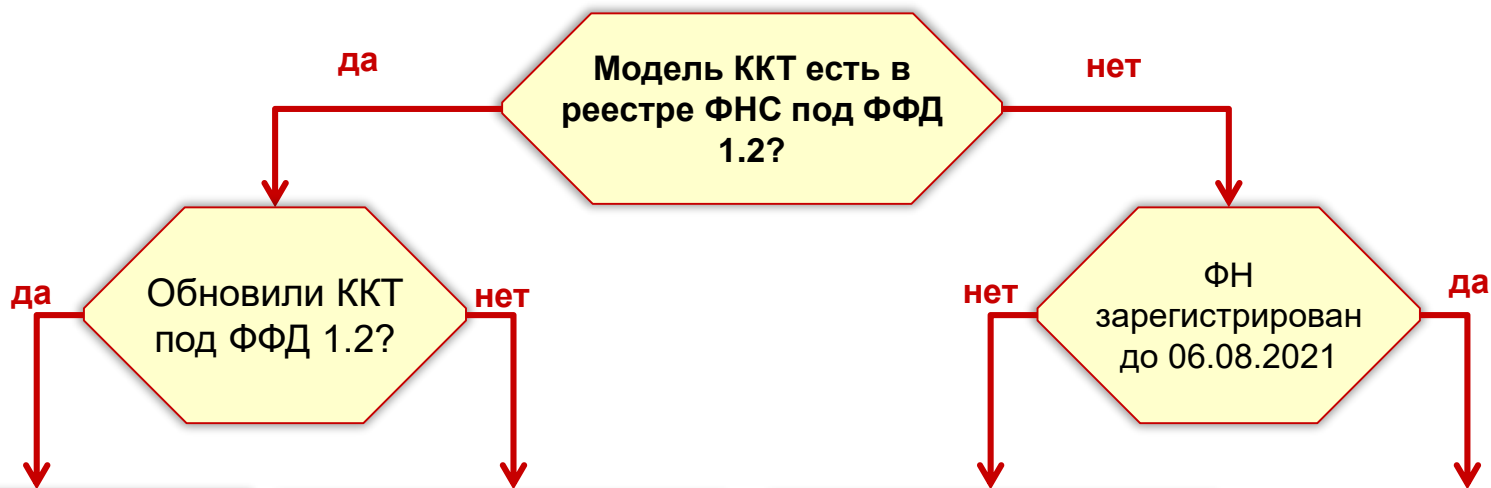 да
Модель ККТ есть в
реестре ФНС под ФФД
1.2?
нет
да
Обновили ККТ
под ФФД 1.2?
нет
нет
ФН
зарегистрирован
до 06.08.2021
да